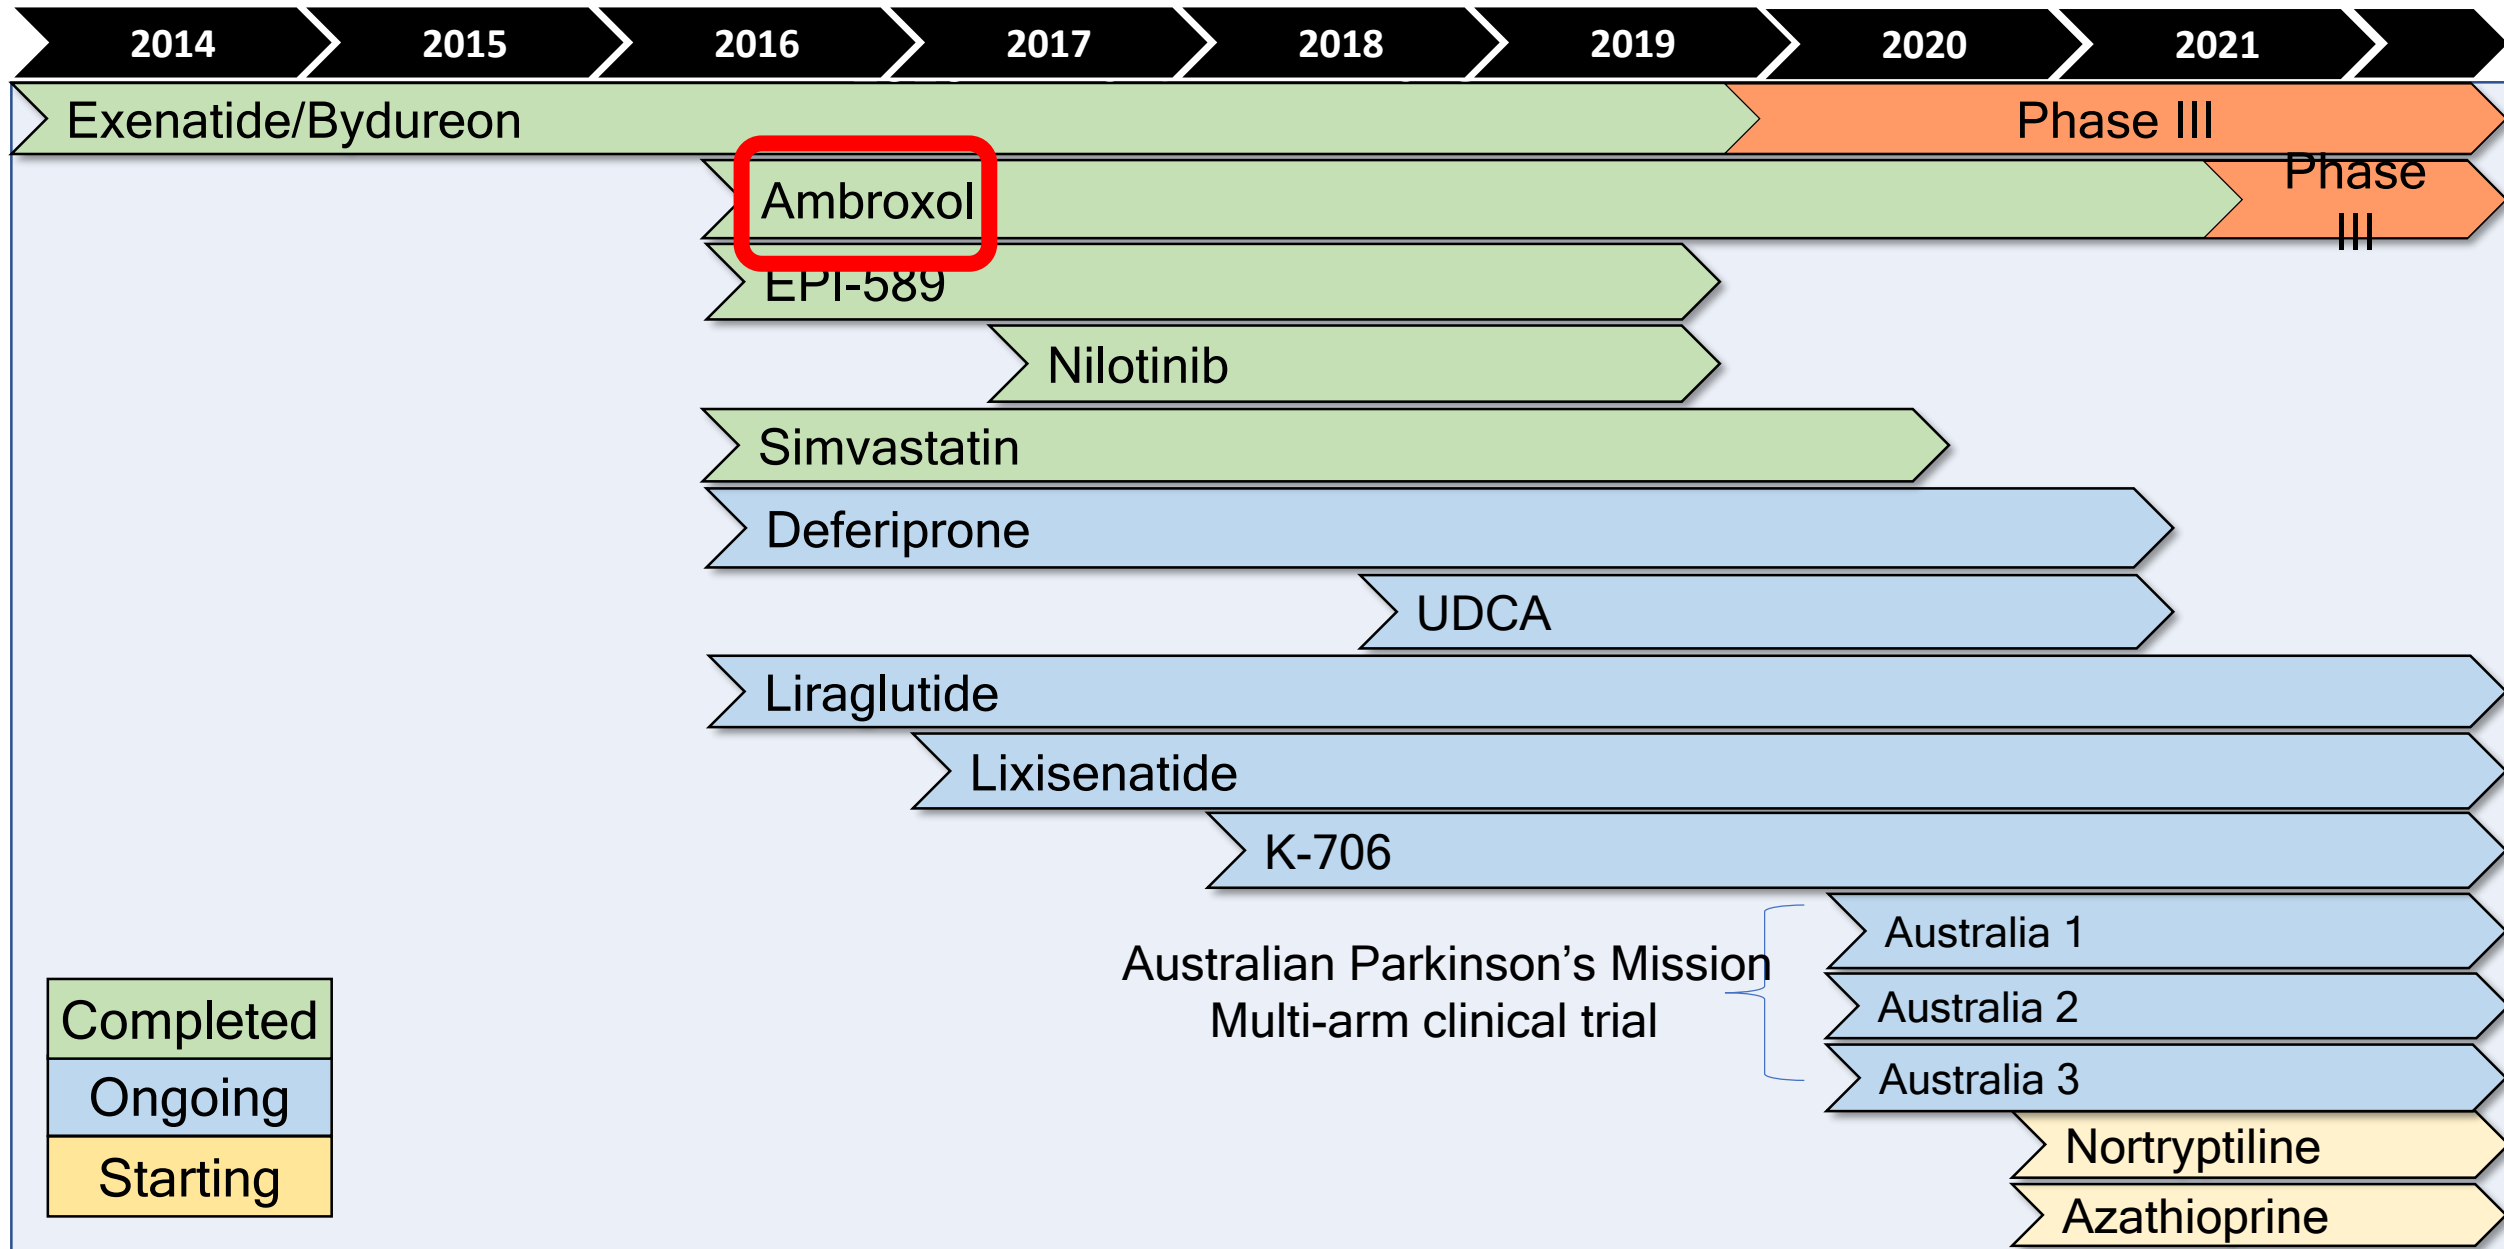 2014 2015 2016 2017 2018 2019 2020 2021
Exenatide/Bydureon Phase III
Ambroxol Phase
III
EPI-589
Nilotinib
Simvastatin
Deferiprone
UDCA
Liraglutide
Lixisenatide
K-706
Australia 1
Australian Parkinson's Mission
Multi-arm clinical trial
Australia 2
Australia 3
Nortryptiline
Azathioprine
Completed
Ongoing
Starting